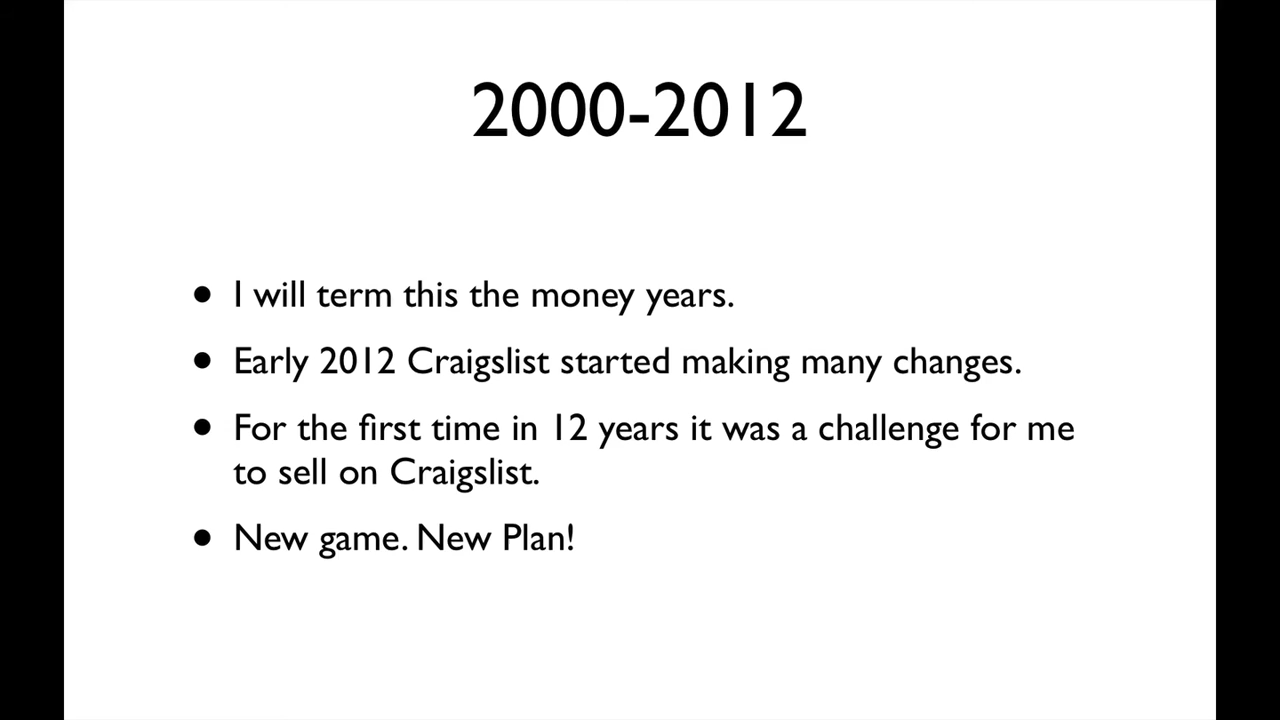 2000-2012
• I will term this the money years.
• Early 2012 Craigslist started making many changes.
• For the first time in 12 years it was a challenge for me
to sell on Craigslist.
• New game. New Plan!